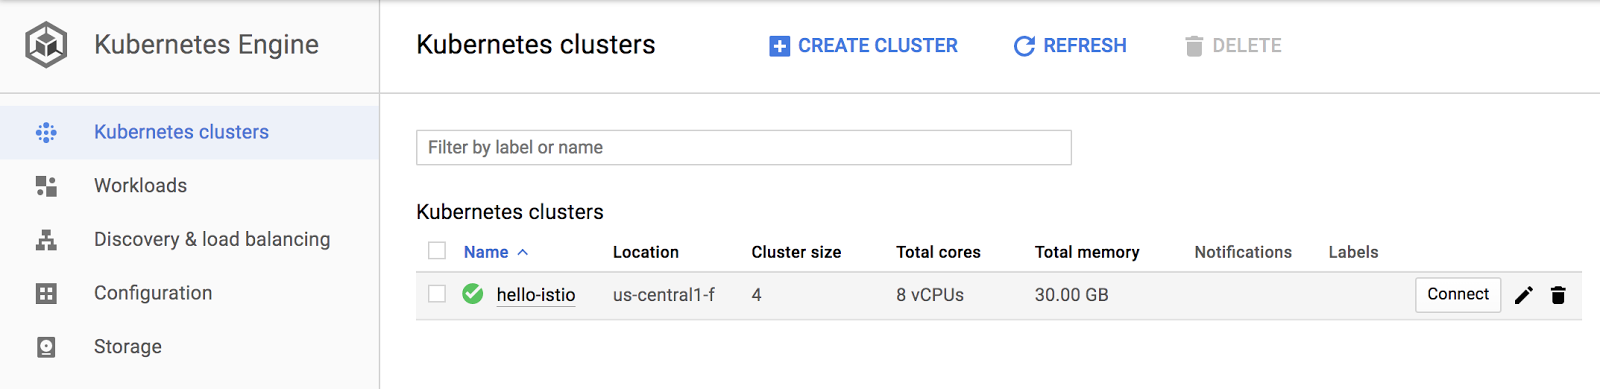 Kubernetes Engine
Kubernetes clusters
Workloads
Discovery & load balancing
Configuration
Storage
Kubernetes clusters CREATE CLUSTER REFRESH DELETE
Filter by label or name
Kubernetes clusters
Name Location Cluster size Total cores Total memory Notifications Labels
hello-istio us-central1-f 4 8 vCPUs 30.00 GB Connect